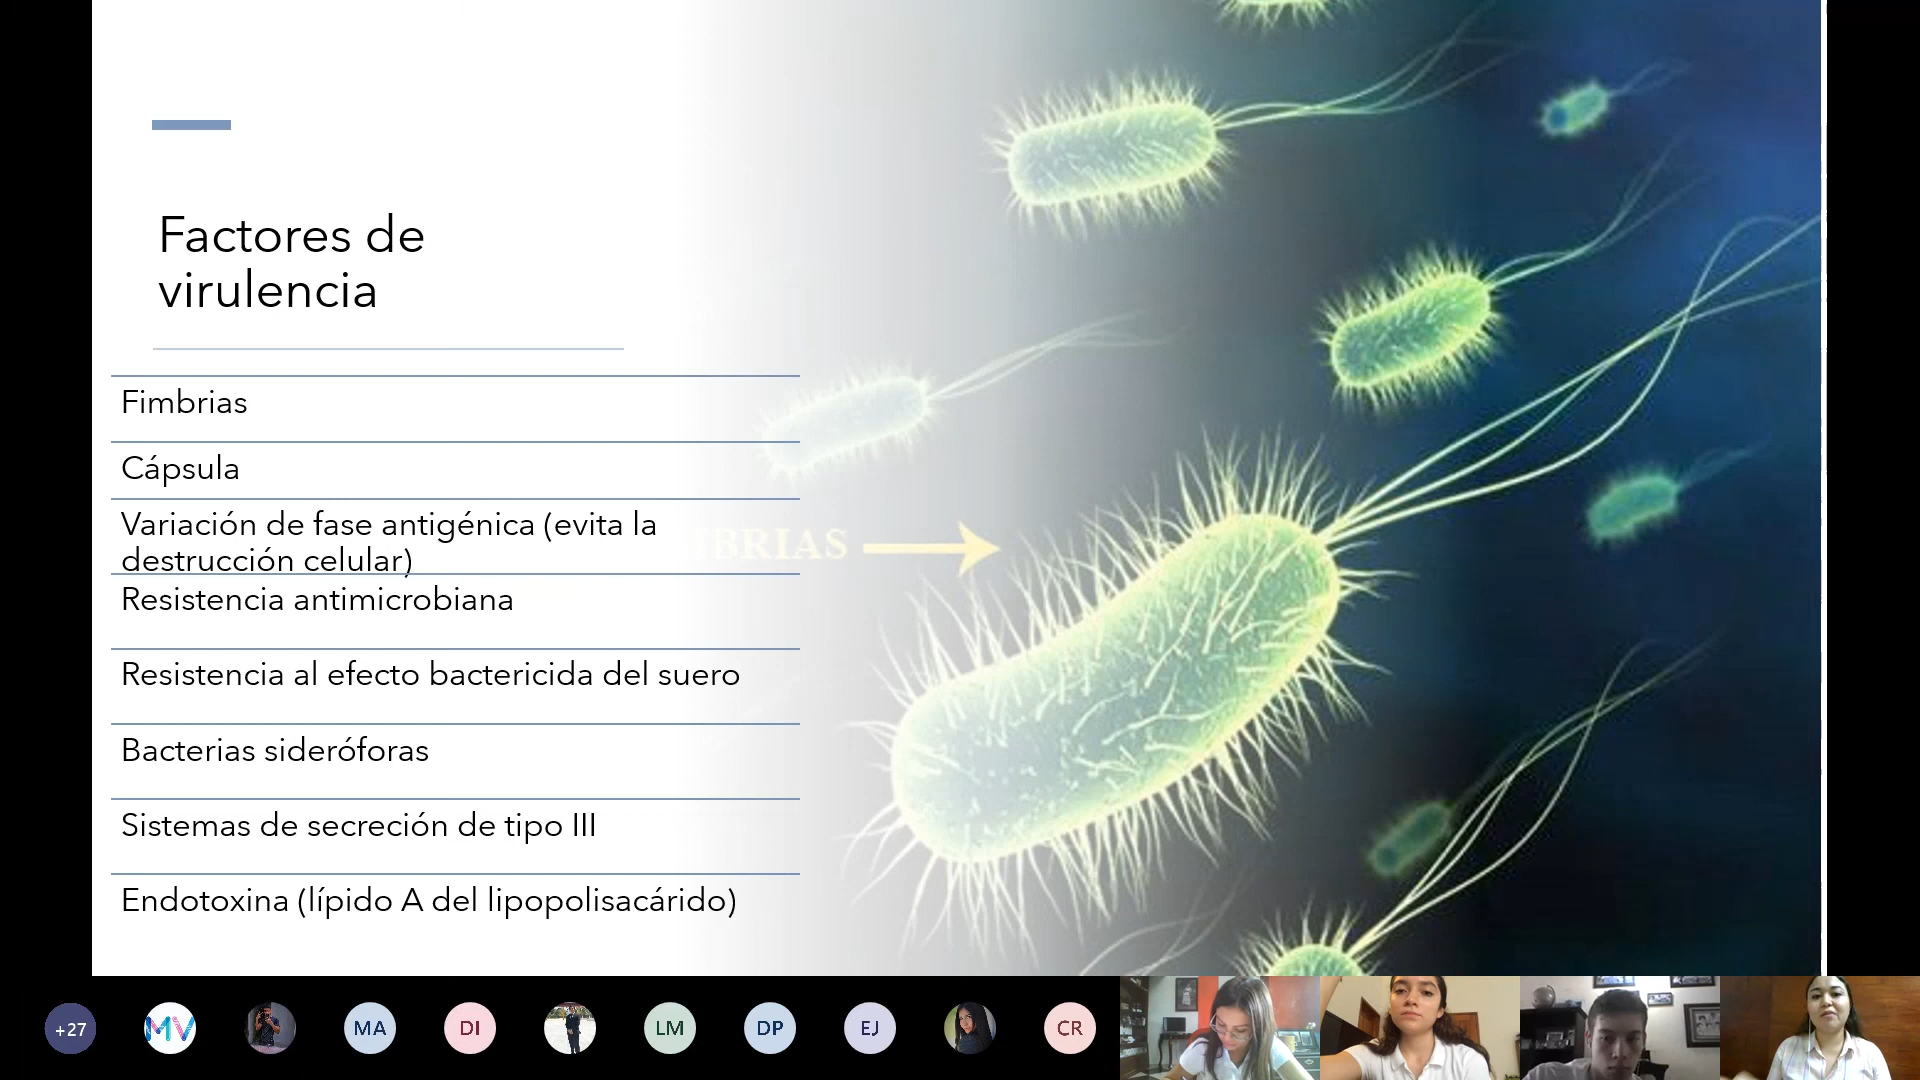 Factores de
virulencia
Fimbrias
Cápsula
Variación de fase antigénica (evita la
destrucción celular)
BRIAS
Resistencia antimicrobiana
Resistencia al efecto bactericida del suero
Bacterias sideróforas
Sistemas de secreción de tipo III
Endotoxina (lípido A del lipopolisacárido)
+27
MV
MA
DI
LM
DP
EJ
CR